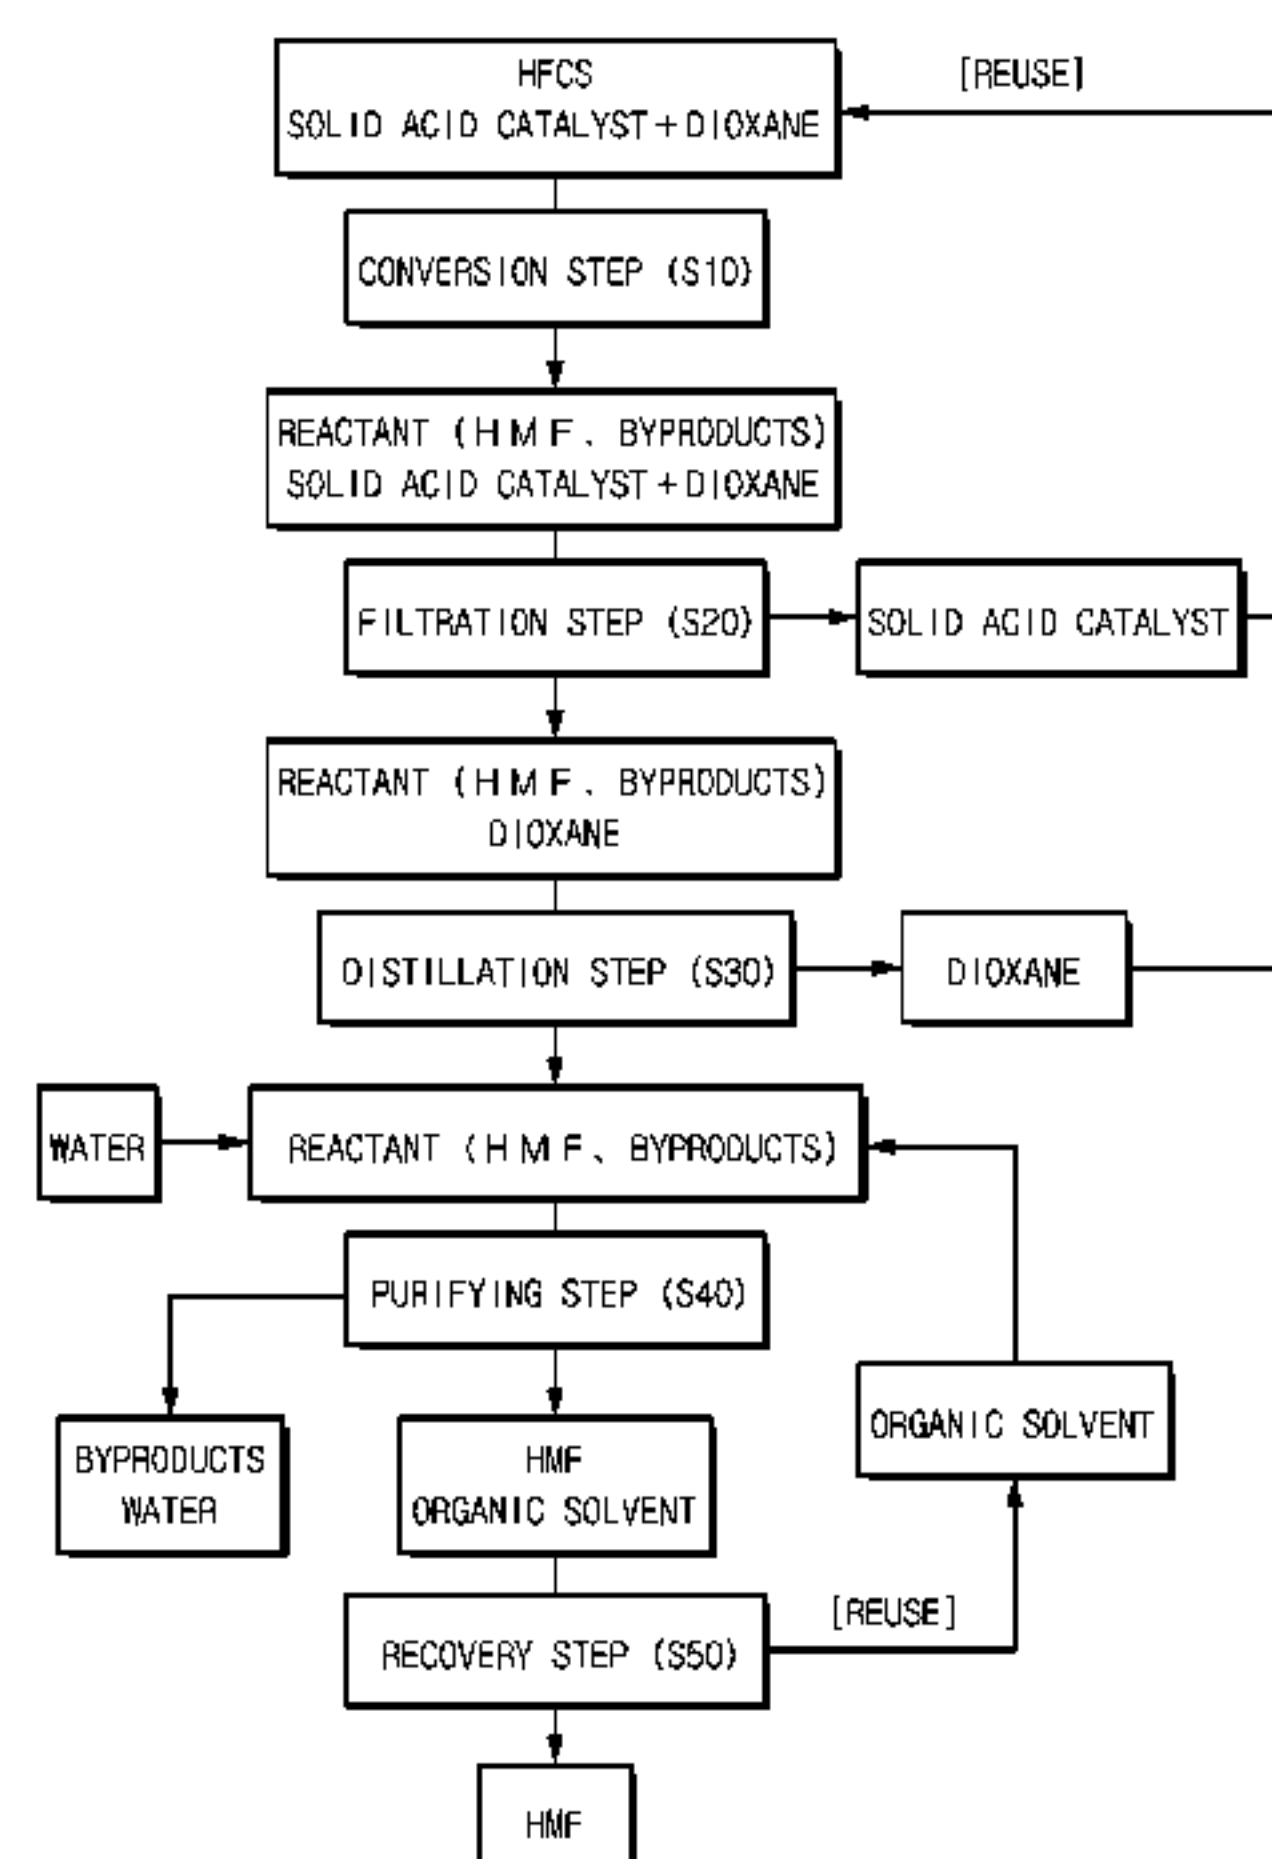 HFCS
[REUSE]
SOLID ACID CATALYST+DIOXANE
CONVERSION STEP (S10)
REACTANT (HMF, BYPRODUCTS)
SOLID ACID CATALYST+DIOXANE
FILTRATION STEP (S20)
SOLID ACID CATALYST
REACTANT (HMF, BYPRODUCTS)
DIOXANE
DISTILLATION STEP (S30)
DIOXANE
WATER
REACTANT (HMF, BYPRODUCTS)
PURIFYING STEP (S40)
ORGANIC SOLVENT
BYPRODUCTS
WATER
HMF
ORGANIC SOLVENT
[REUSE]
RECOVERY STEP (S50)
HMF